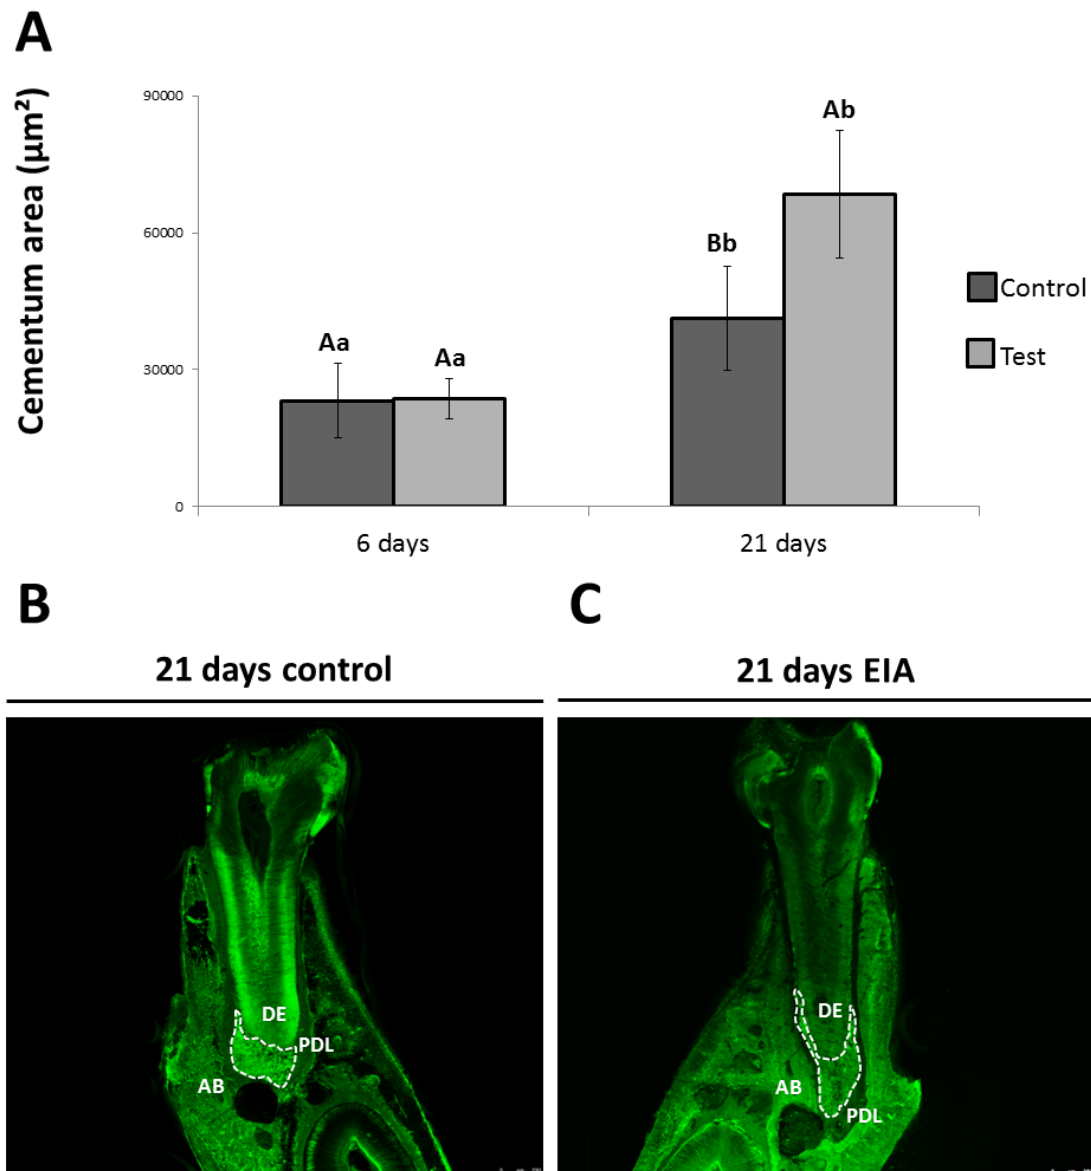 A
Cementum area (µm²)
90000
60000
30000
0
Aa
Aa
Bb
Ab
6 days
21 days
Control
Test
B
21 days control
DE
PDL
AB
C
21 days EIA
DE
AB
PDL